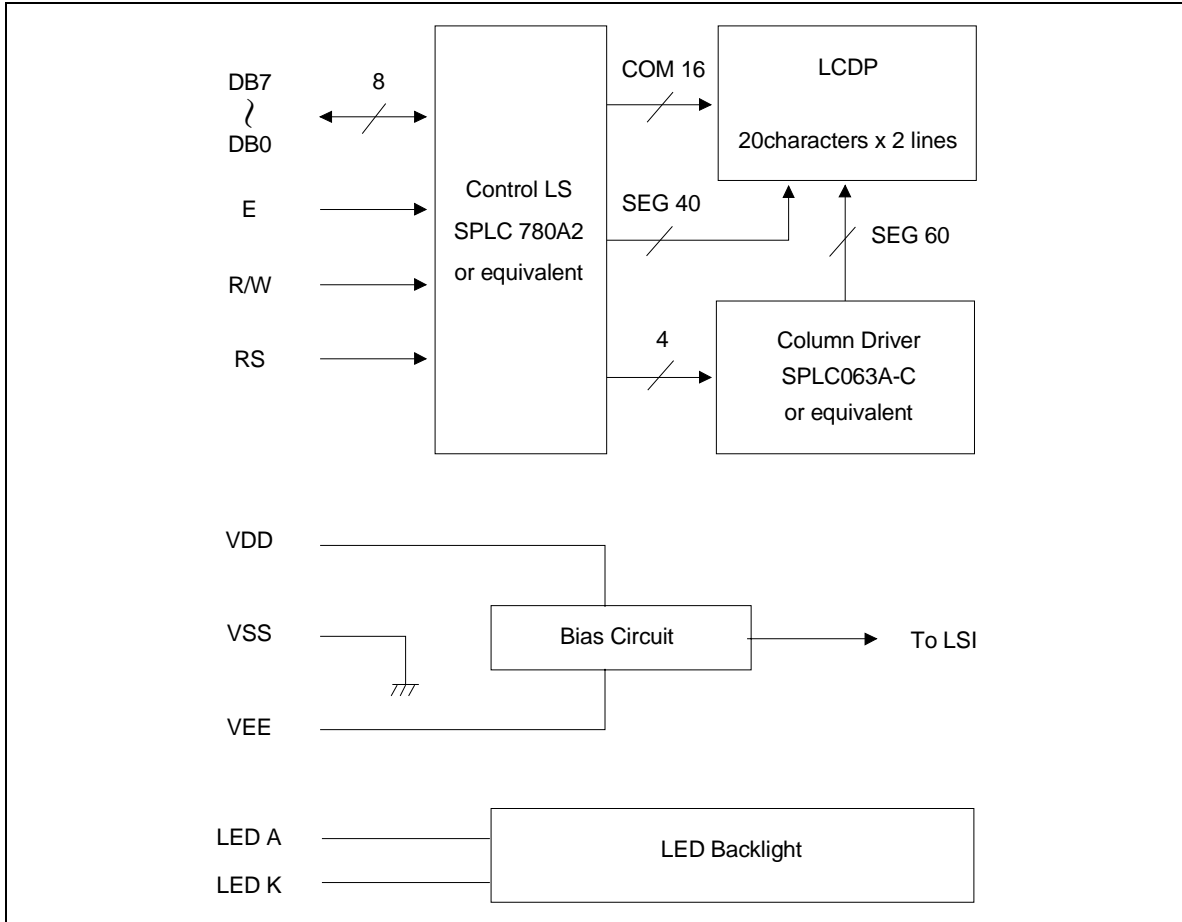 DB7
~
DB0
8
E
R/W
RS
Control LS
SPLC 780A2
or equivalent
COM 16
SEG 40
4
LCDP
20characters x 2 lines
SEG 60
Column Driver
SPLC063A-C
or equivalent
VDD
VSS
VEE
Bias Circuit
To LSI
LED A
LED K
LED Backlight